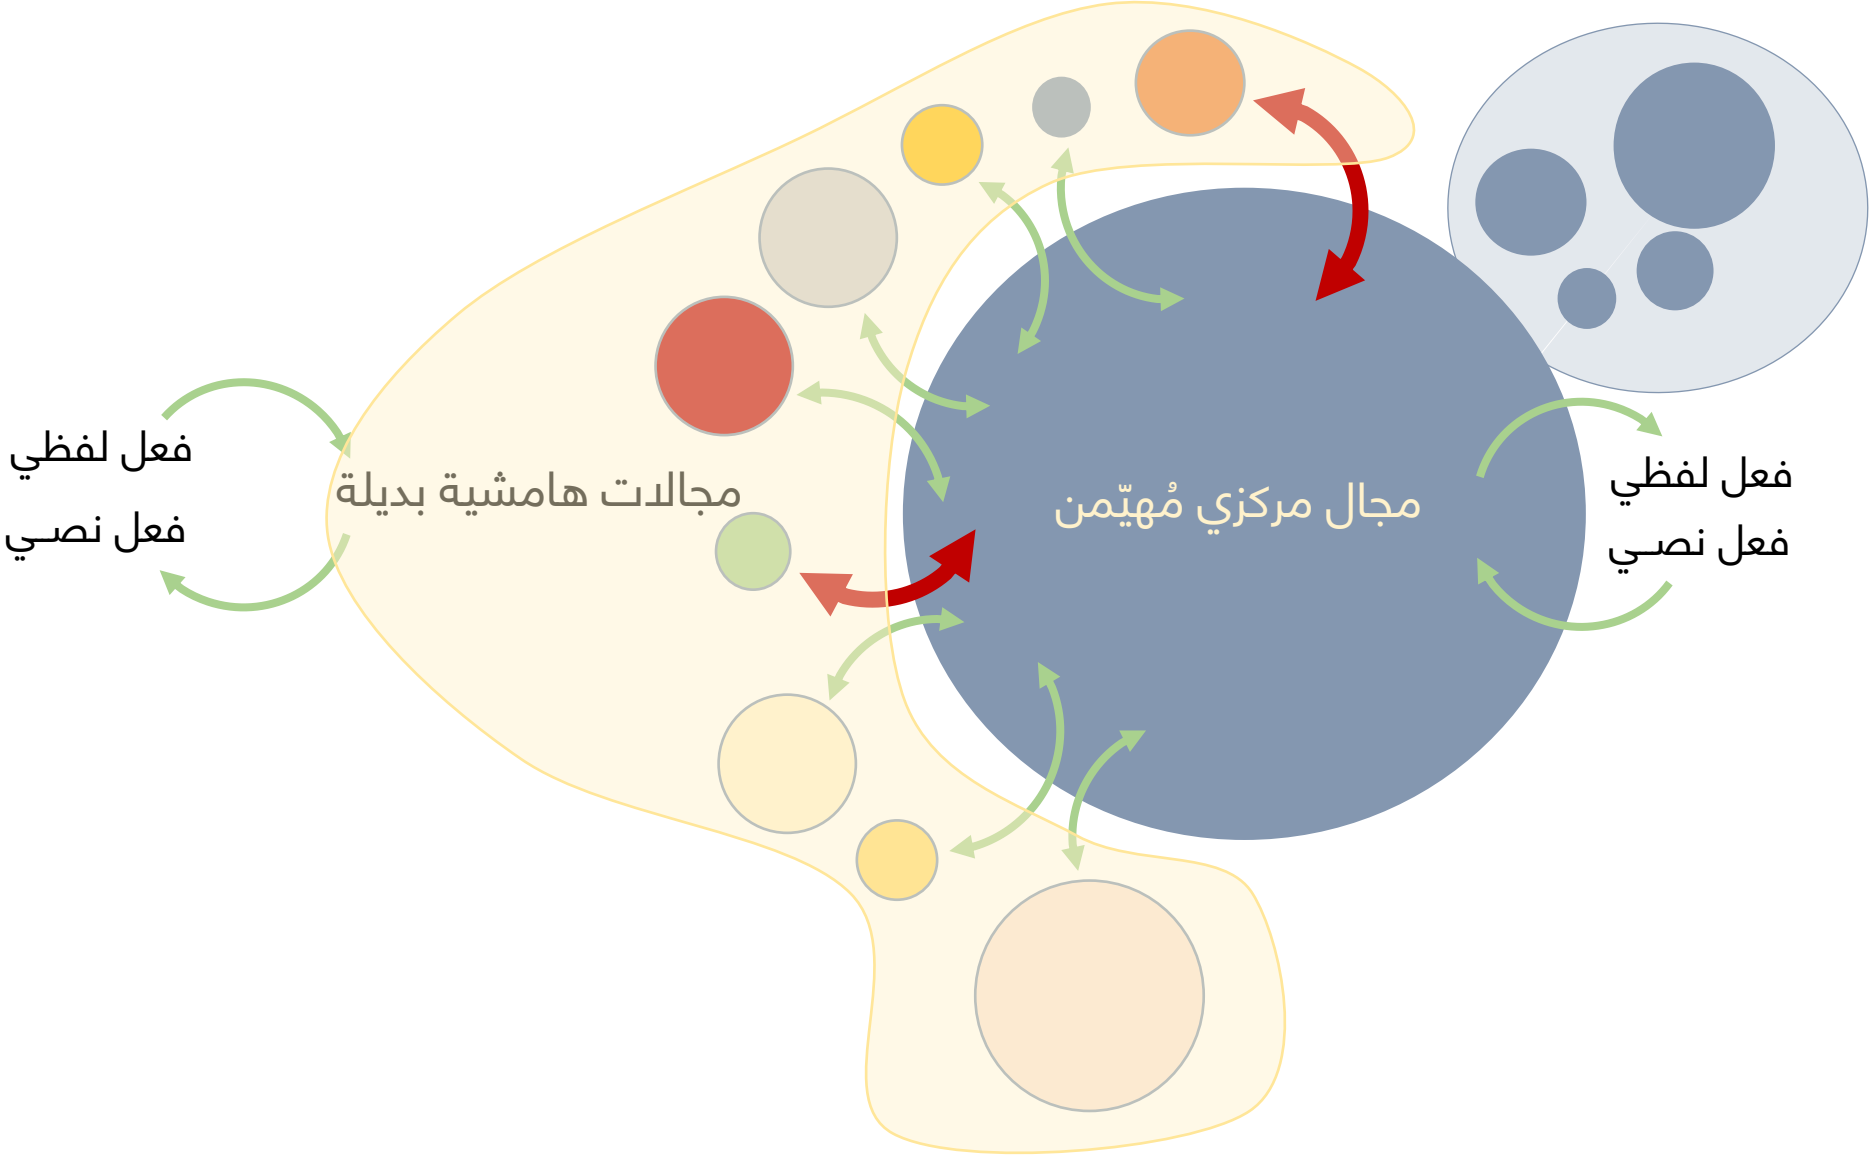 فعل لفظي
فعل نصي
مجال مركزي مُهيّمن
مجالات هامشية بديلة
فعل لفظي
فعل نصي